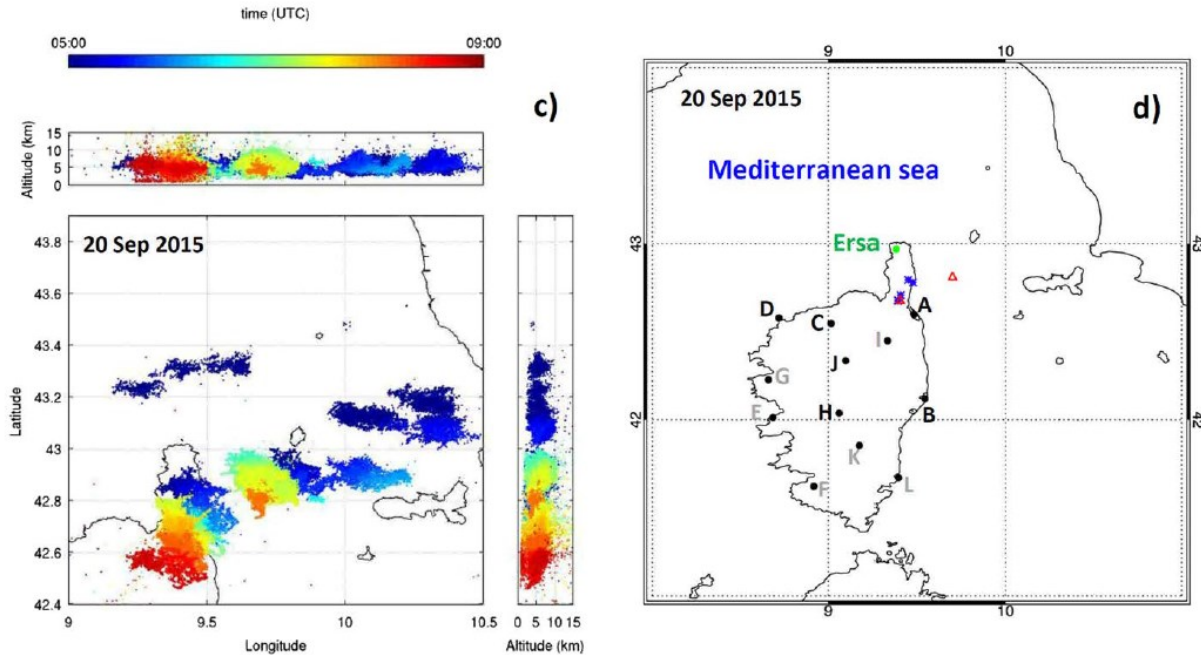 time (UTC)
05:00 09:00
c)
15
10
5
0
Altitude (km)
20 Sep 2015
43.8
43.6
43.4
43.2
43
42.8
42.6
42.4
Latitude
9 9.5 10 10.5
Longitude
0 5 10 15
Altitude (km)
9 10
20 Sep 2015
d)
Mediterranean sea
43 43
Ersa
A
D
C
I
J
G
E
H
B
42 42
K
F
L
9 10